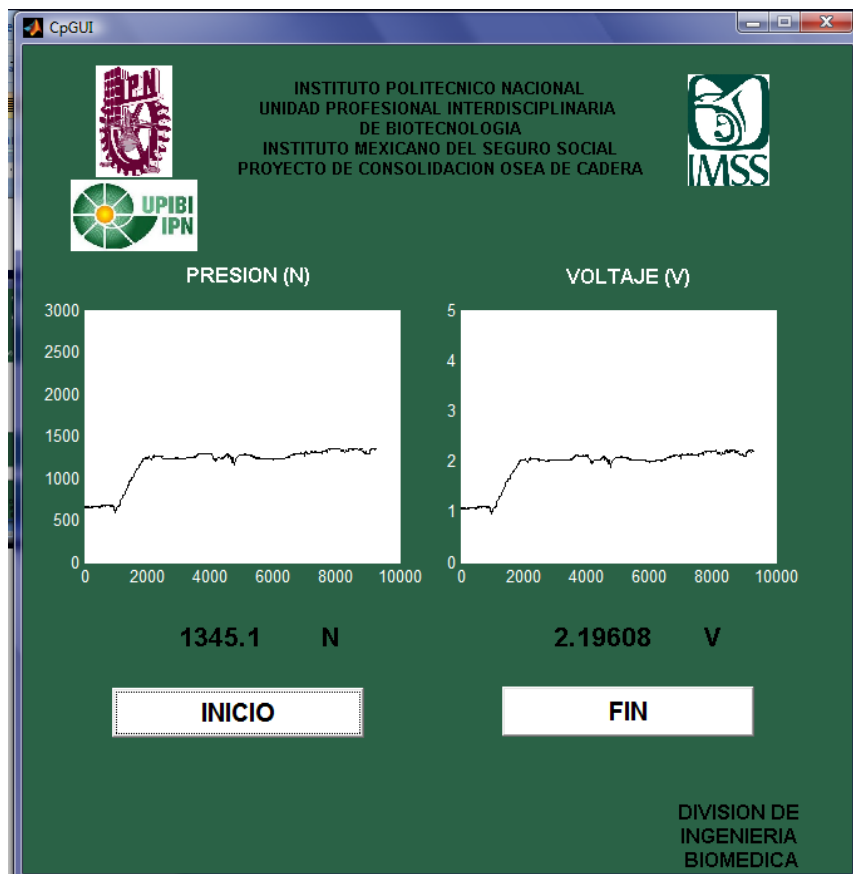 CpGUI
IPN
INSTITUTO POLITECNICO NACIONAL
UNIDAD PROFESIONAL INTERDISCIPLINARIA
DE BIOTECNOLOGIA
INSTITUTO MEXICANO DEL SEGURO SOCIAL
PROYECTO DE CONSOLIDACION OSEA DE CADERA
IMSS
UPIBI
IPN
PRESION (N)
3000
2500
2000
1500
1000
500
0
0 2000 4000 6000 8000 10000
VOLTAJE (V)
5
4
3
2
1
0
0 2000 4000 6000 8000 10000
1345.1 N
2.19608 V
INICIO
FIN
DIVISION DE
INGENIERIA
BIOMEDICA